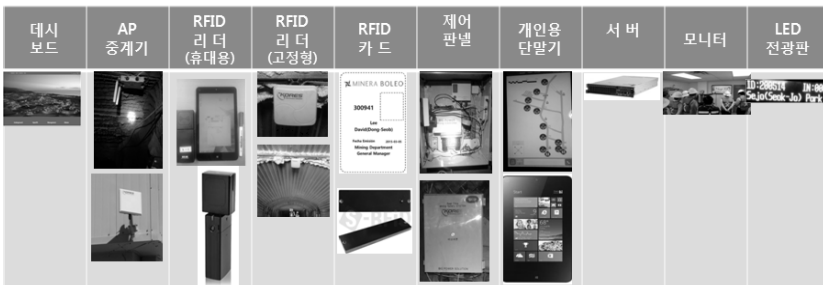 데시
보드
AP
중계기
RFID
리 더
(휴대용)
RFID
리 더
(고정형)
RFID
카 드
제어
판넬
개인용
단말기
서 버
모니터
LED
전광판
MINERA BOLEO
300941
Lee
David(Dong-Seob)
Mining Department
General Manager
ID:200514 IN:00
Sejo(Seok-Jo) Park